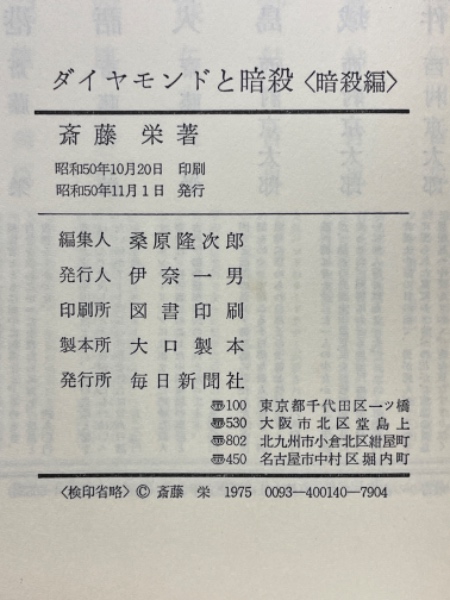 ダイヤモンドと暗殺〈暗殺編〉
斎藤 栄著
昭和50年10月20日 印刷
昭和50年11月1日 発行
編集人 桑原隆次郎
発行人 伊奈一男
印刷所 図書印刷
製本所 大口製本
発行所 毎日新聞社
〠100 東京都千代田区一ツ橋
〠530 大阪市北区堂島上
〠802 北九州市小倉北区紺屋町
〠450 名古屋市中村区堀内町
〈検印省略〉 © 斎藤 栄 1975 0093―400140―7904